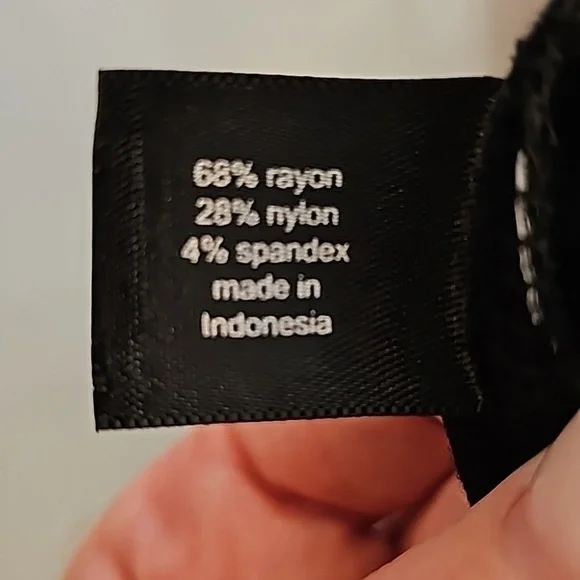 68% rayon
28% nylon
4% spandex
made in
Indonesia